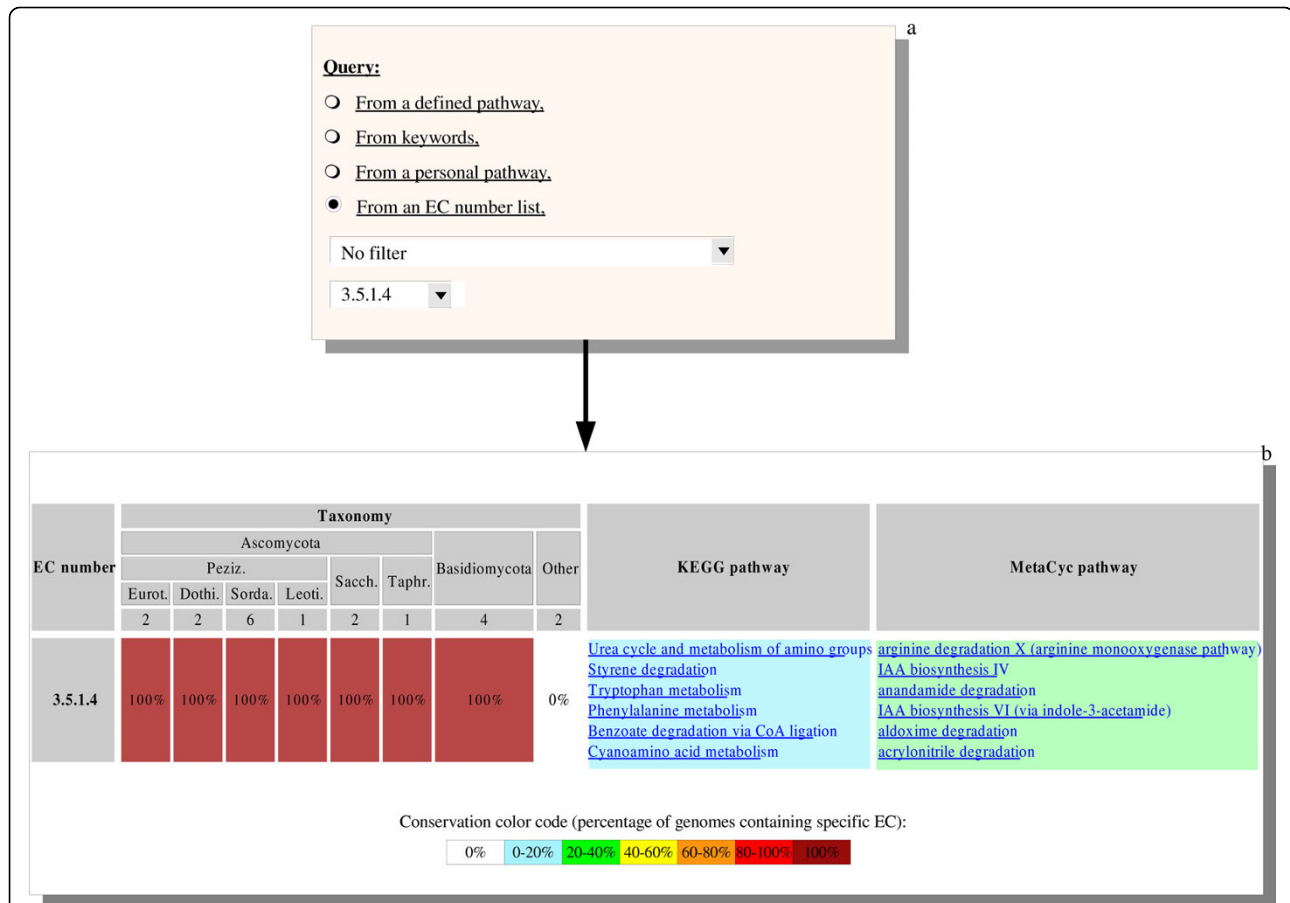 a
Query:
From a defined pathway,
From keywords,
From a personal pathway,
From an EC number list,
No filter
3.5.1.4
b
EC number
Taxonomy
Ascomycota
Peziz.
Eurot.
Dothi.
Sorda.
Leoti.
Sacch.
Taphr.
Basidiomycota
Other
KEGG pathway
MetaCyc pathway
2
2
6
1
2
1
4
2
3.5.1.4
100%
100%
100%
100%
100%
100%
100%
0%
Urea cycle and metabolism of amino groups
Styrene degradation
Tryptophan metabolism
Phenylalanine metabolism
Benzoate degradation via CoA ligation
Cyanoamino acid metabolism
arginine degradation X (arginine monooxygenase pathway)
IAA biosynthesis IV
anandamide degradation
IAA biosynthesis VI (via indole-3-acetamide)
aldoxime degradation
acrylonitrile degradation
Conservation color code (percentage of genomes containing specific EC):
0%
0-20%
20-40%
40-60%
60-80%
80-100%
100%